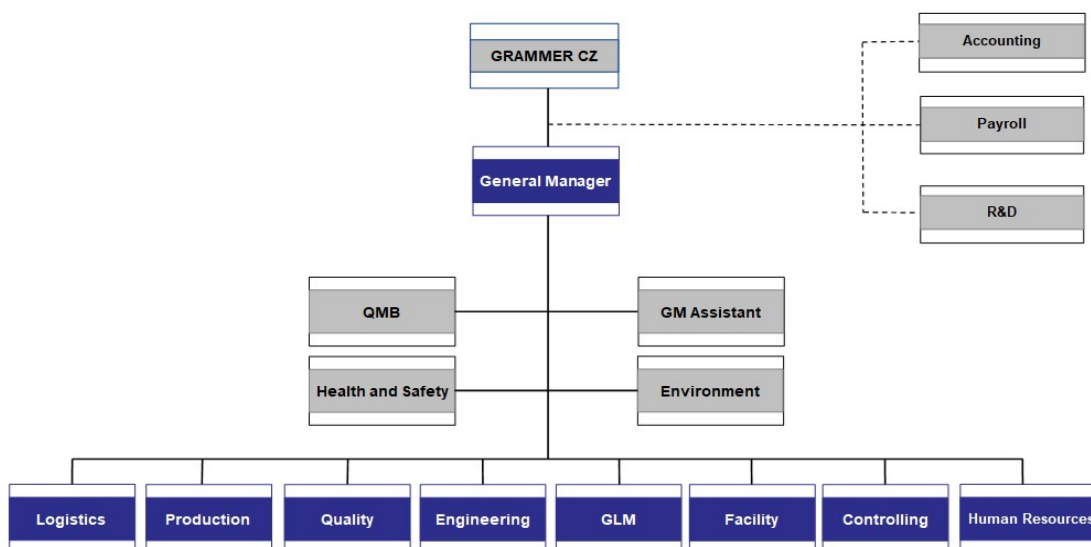 GRAMMER CZ
Accounting
Payroll
General Manager
R&D
QMB
GM Assistant
Health and Safety
Environment
Logistics
Production
Quality
Engineering
GLM
Facility
Controlling
Human Resources